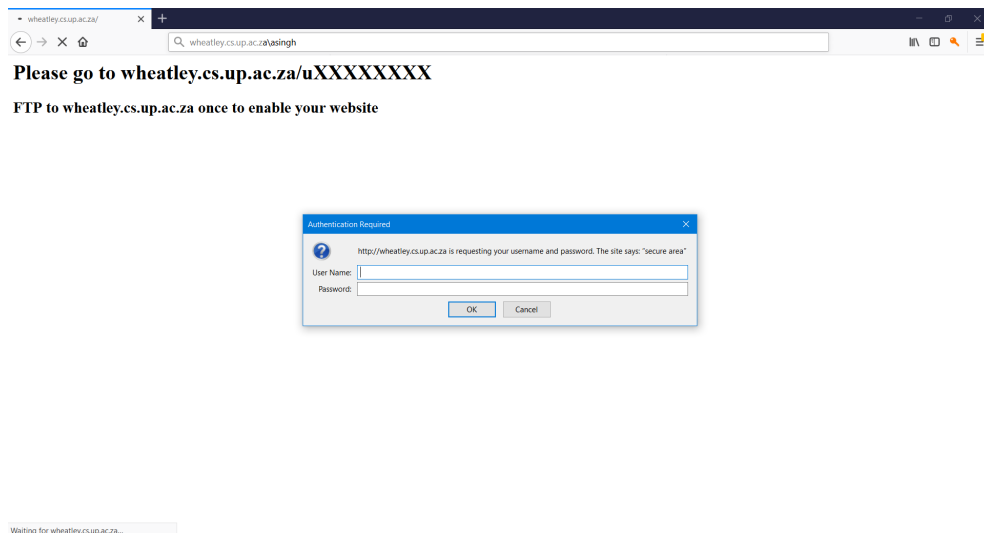 wheatley.cs.up.ac.za/
wheatley.cs.up.ac.za\asingh
Please go to wheatley.cs.up.ac.za/uXXXXXXXX
FTP to wheatley.cs.up.ac.za once to enable your website
Authentication Required
http://wheatley.cs.up.ac.za is requesting your username and password. The site says: "secure area"
User Name:
Password:
OK Cancel
Waiting for wheatley.cs.up.ac.za...